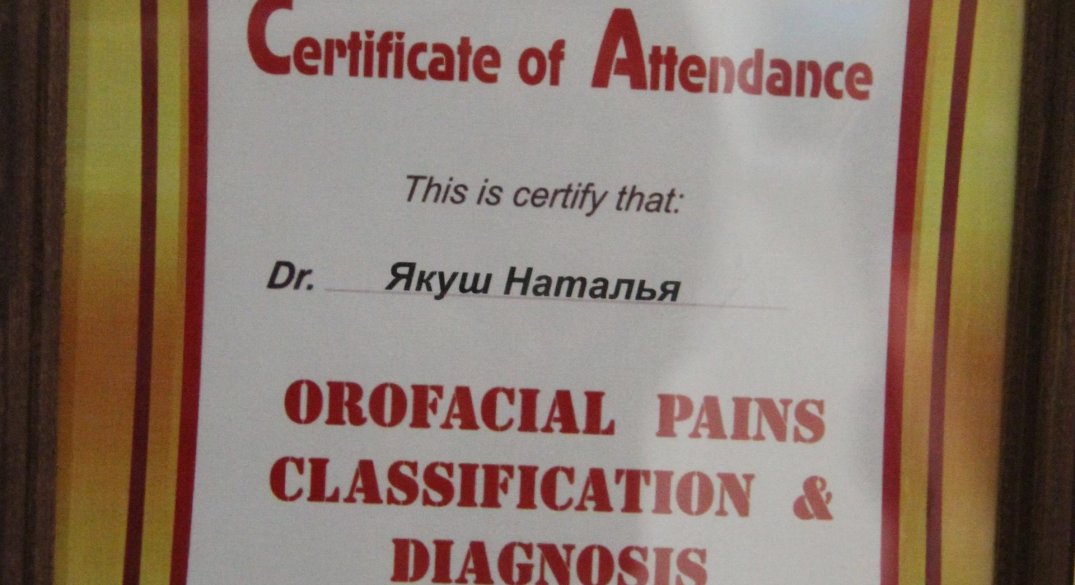 Certificate of Attendance
This is certify that:
Dr. Якуш Наталья
OROFACIAL PAINS
CLASSIFICATION &
DIAGNOSIS